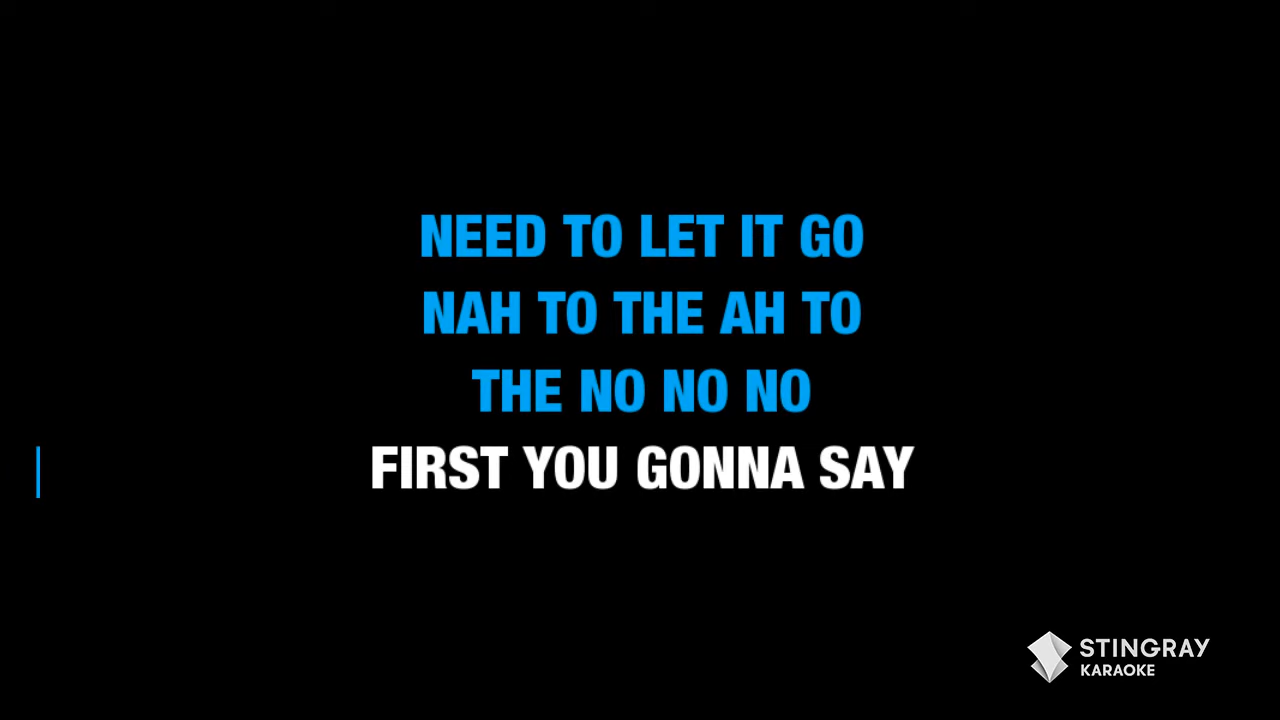 NEED TO LET IT GO
NAH TO THE AH TO
THE NO NO NO
FIRST YOU GONNA SAY
STINGRAY
KARAOKE